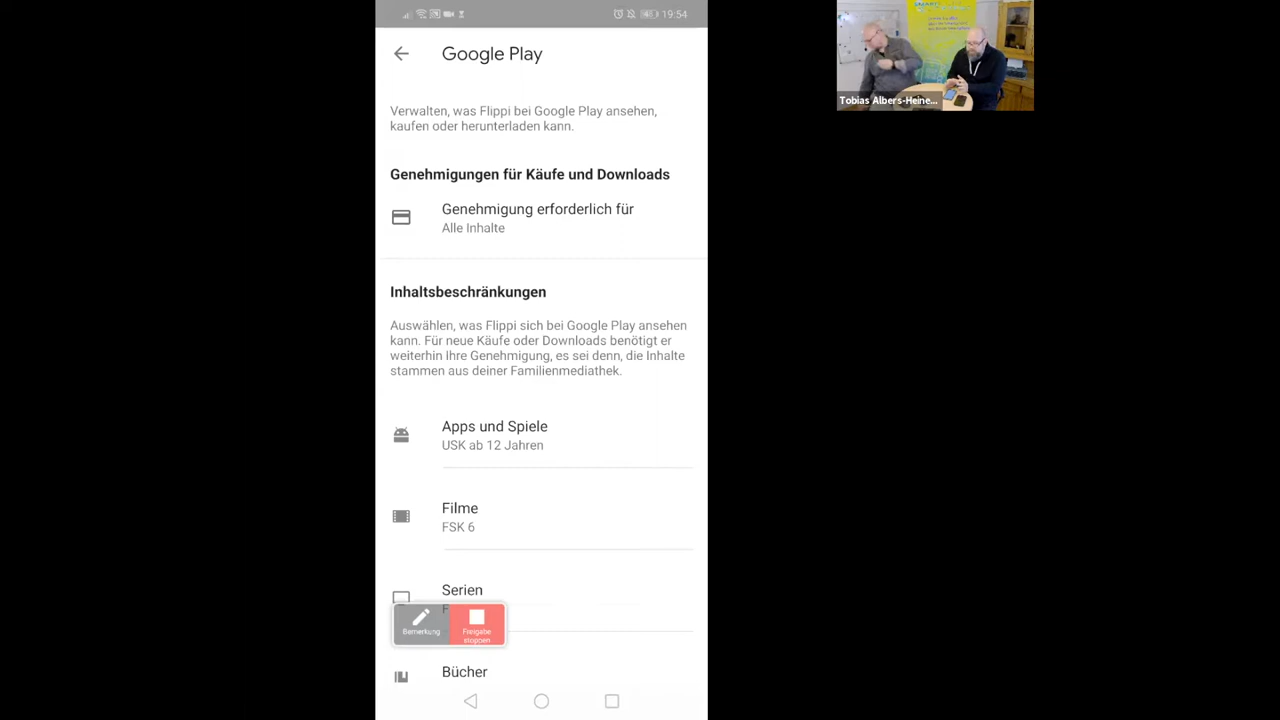 19:54
Google Play
Verwalten, was Flippi bei Google Play ansehen,
kaufen oder herunterladen kann.
Genehmigungen für Käufe und Downloads
Genehmigung erforderlich für
Alle Inhalte
Inhaltsbeschränkungen
Auswählen, was Flippi sich bei Google Play ansehen
kann. Für neue Käufe oder Downloads benötigt er
weiterhin Ihre Genehmigung, es sei denn, die Inhalte
stammen aus deiner Familienmediathek.
Apps und Spiele
USK ab 12 Jahren
Filme
FSK 6
Serien
Bemerkung
Freigabe
stoppen
Bücher
Tobias Albers-Heine...